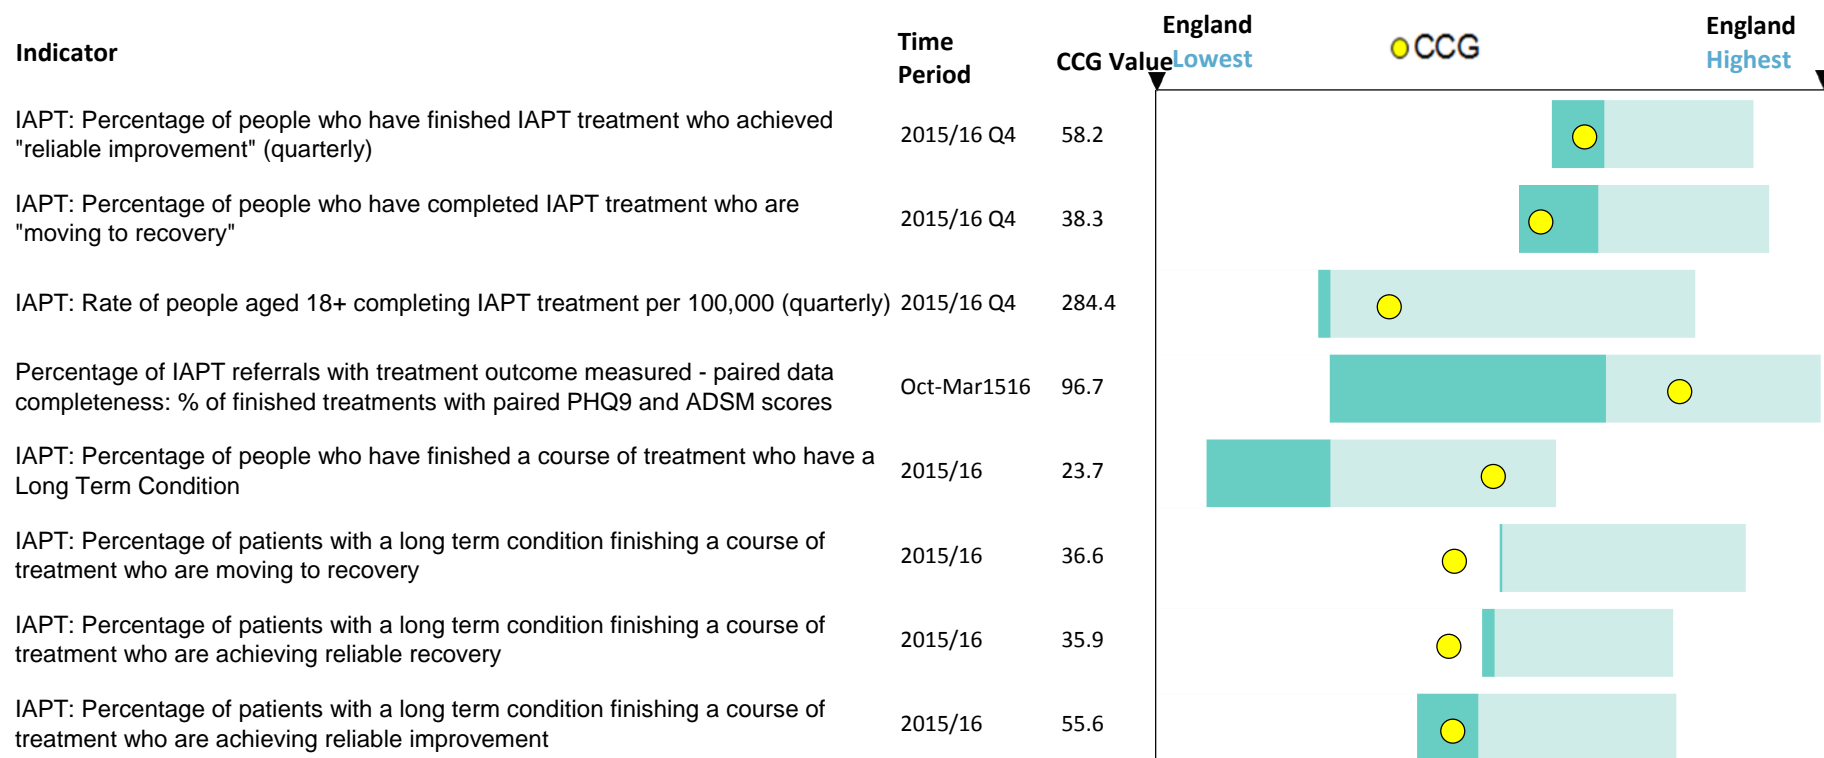 Indicator
Time
Period
CCG Value
England
Lowest
CCG
England
Highest
IAPT: Percentage of people who have finished IAPT treatment who achieved
"reliable improvement" (quarterly)
2015/16 Q4
58.2
IAPT: Percentage of people who have completed IAPT treatment who are
"moving to recovery"
2015/16 Q4
38.3
IAPT: Rate of people aged 18+ completing IAPT treatment per 100,000 (quarterly)
2015/16 Q4
284.4
Percentage of IAPT referrals with treatment outcome measured - paired data
completeness: % of finished treatments with paired PHQ9 and ADSM scores
Oct-Mar1516
96.7
IAPT: Percentage of people who have finished a course of treatment who have a
Long Term Condition
2015/16
23.7
IAPT: Percentage of patients with a long term condition finishing a course of
treatment who are moving to recovery
2015/16
36.6
IAPT: Percentage of patients with a long term condition finishing a course of
treatment who are achieving reliable recovery
2015/16
35.9
IAPT: Percentage of patients with a long term condition finishing a course of
treatment who are achieving reliable improvement
2015/16
55.6